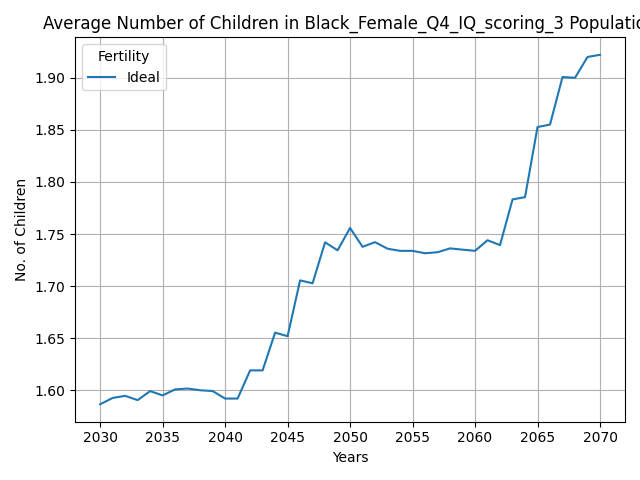 Average Number of Children in Black_Female_Q4_IQ_scoring_3 Populatio
Fertility
Ideal
No. of Children
1.90
1.85
1.80
1.75
1.70
1.65
1.60
2030 2035 2040 2045 2050 2055 2060 2065 2070
Years